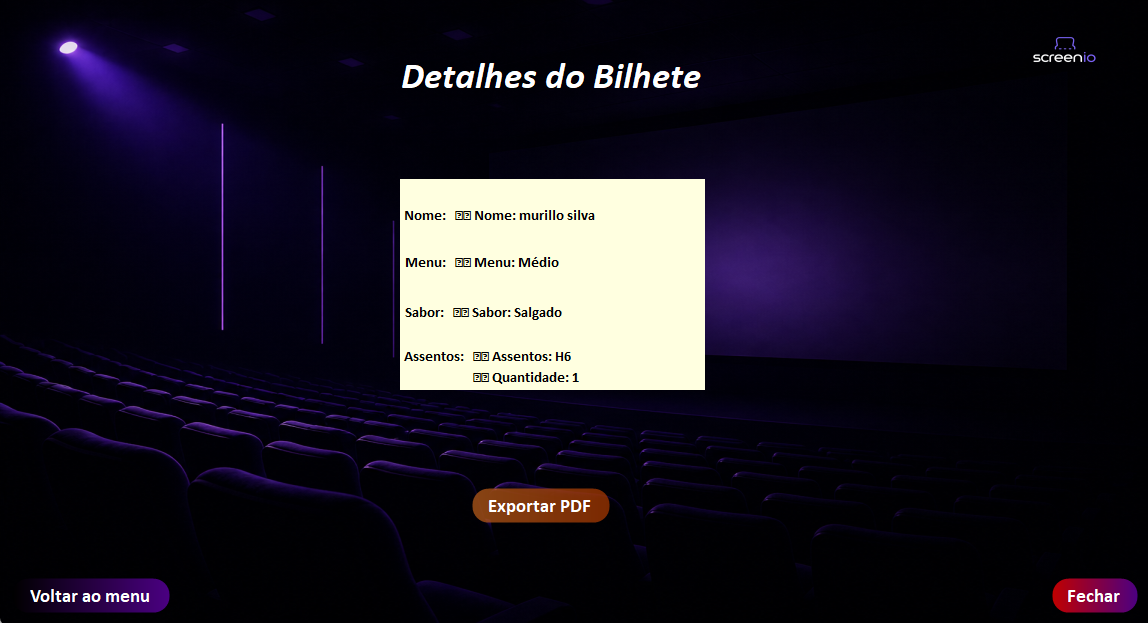 screenio
Detalhes do Bilhete
Nome: Nome: murillo silva
Menu: Menu: Médio
Sabor: Sabor: Salgado
Assentos: Assentos: H6
Quantidade: 1
Exportar PDF
Voltar ao menu
Fechar